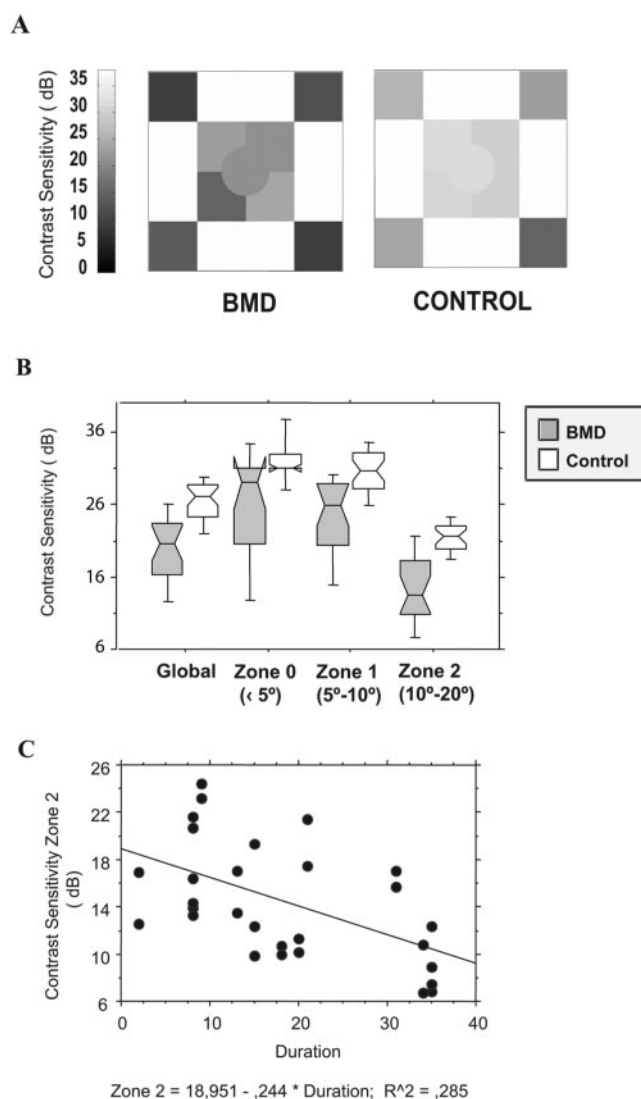 A
Contrast Sensitivity ( dB)
35
30
25
20
15
10
5
0
BMD
CONTROL
B
Contrast Sensitivity ( dB)
36
26
16
6
BMD
Control
Global
Zone 0
(< 5º)
Zone 1
(5º-10º)
Zone 2
(10º-20º)
C
Contrast Sensitivity Zone 2
( dB)
26
22
18
14
10
6
0
10
20
30
40
Duration
Zone 2 = 18,951 - ,244 * Duration; R^2 = ,285